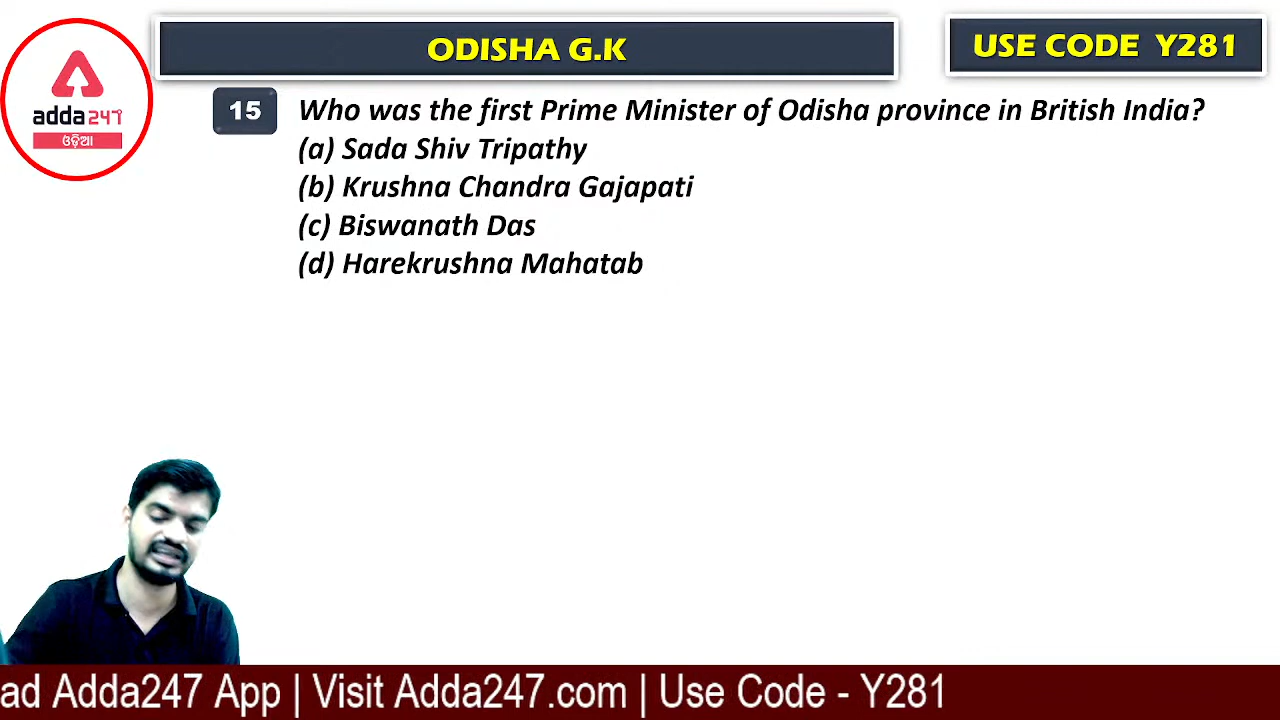 ODISHA G.K
USE CODE Y281
adda247
ଓଡ଼ିଆ
15 Who was the first Prime Minister of Odisha province in British India?
(a) Sada Shiv Tripathy
(b) Krushna Chandra Gajapati
(c) Biswanath Das
(d) Harekrushna Mahatab
ad Adda247 App | Visit Adda247.com | Use Code - Y281